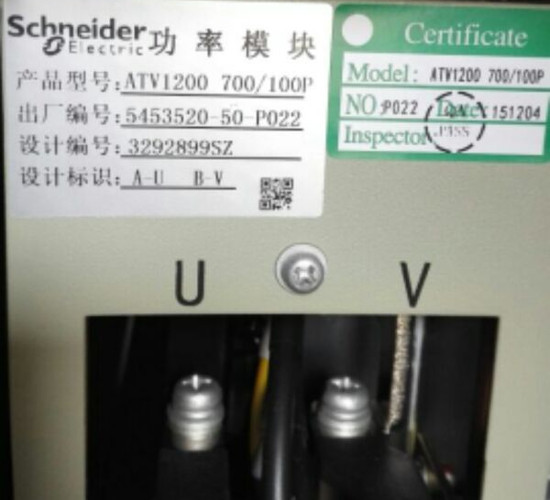 Schneider Electric 功率模块
产品型号: ATV1200 700/100P
出厂编号: 5453520-50-P022
设计编号: 3292899SZ
设计标识: A-U B-V
Certificate
Model: ATV1200 700/100P
NO: P022 Date: 151204
Inspector PASS
U V